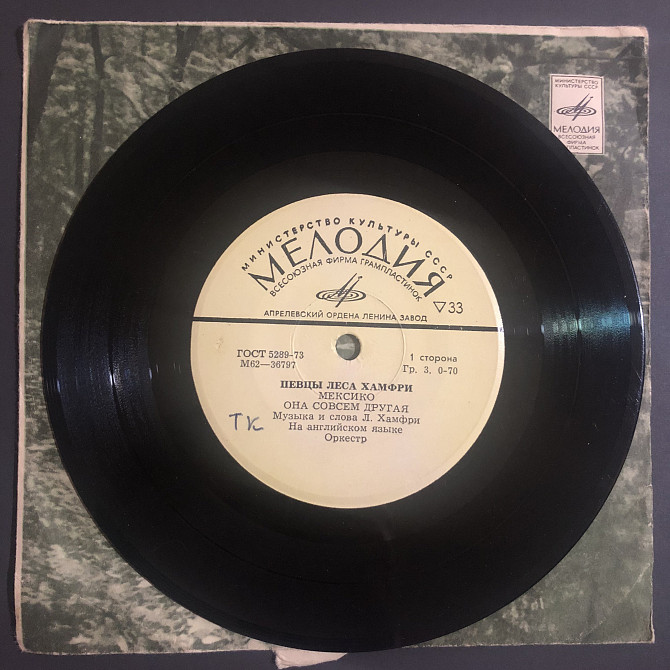 МИНИСТЕРСТВО
КУЛЬТУРЫ СССР
МЕЛОДИЯ
ВСЕСОЮЗНАЯ
ФИРМА
МИНИСТЕРСТВО КУЛЬТУРЫ СССР
МЕЛОДИЯ
ВСЕСОЮЗНАЯ ФИРМА ГРАМПЛАСТИНОК
33
АПРЕЛЕВСКИЙ ОРДЕНА ЛЕНИНА ЗАВОД
ГОСТ 5289-73
М62—36797
1 сторона
Гр. 3, 0-70
ПЕВЦЫ ЛЕСА ХАМФРИ
МЕКСИКО
ОНА СОВСЕМ ДРУГАЯ
Музыка и слова Л. Хамфри
На английском языке
Оркестр
ТК